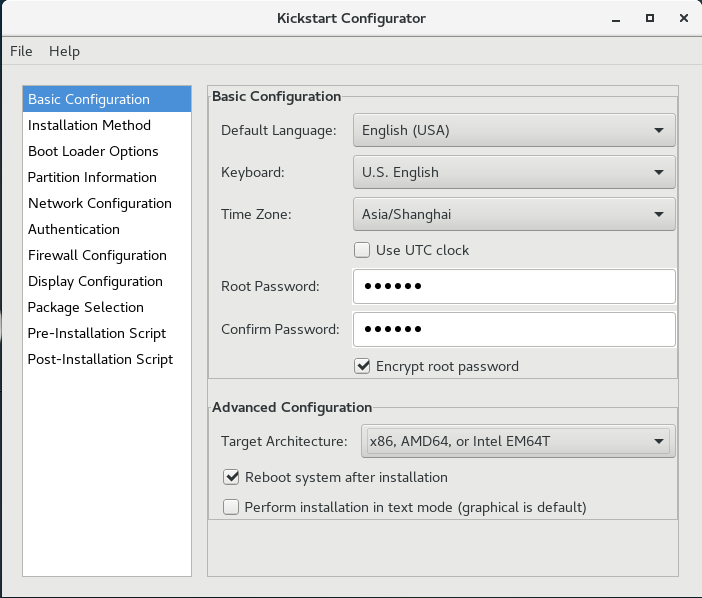 Kickstart Configurator
File Help
Basic Configuration
Installation Method
Boot Loader Options
Partition Information
Network Configuration
Authentication
Firewall Configuration
Display Configuration
Package Selection
Pre-Installation Script
Post-Installation Script
Basic Configuration
Default Language: English (USA)
Keyboard: U.S. English
Time Zone: Asia/Shanghai
Use UTC clock
Root Password: ●●●●●●
Confirm Password: ●●●●●●
Encrypt root password
Advanced Configuration
Target Architecture: x86, AMD64, or Intel EM64T
Reboot system after installation
Perform installation in text mode (graphical is default)